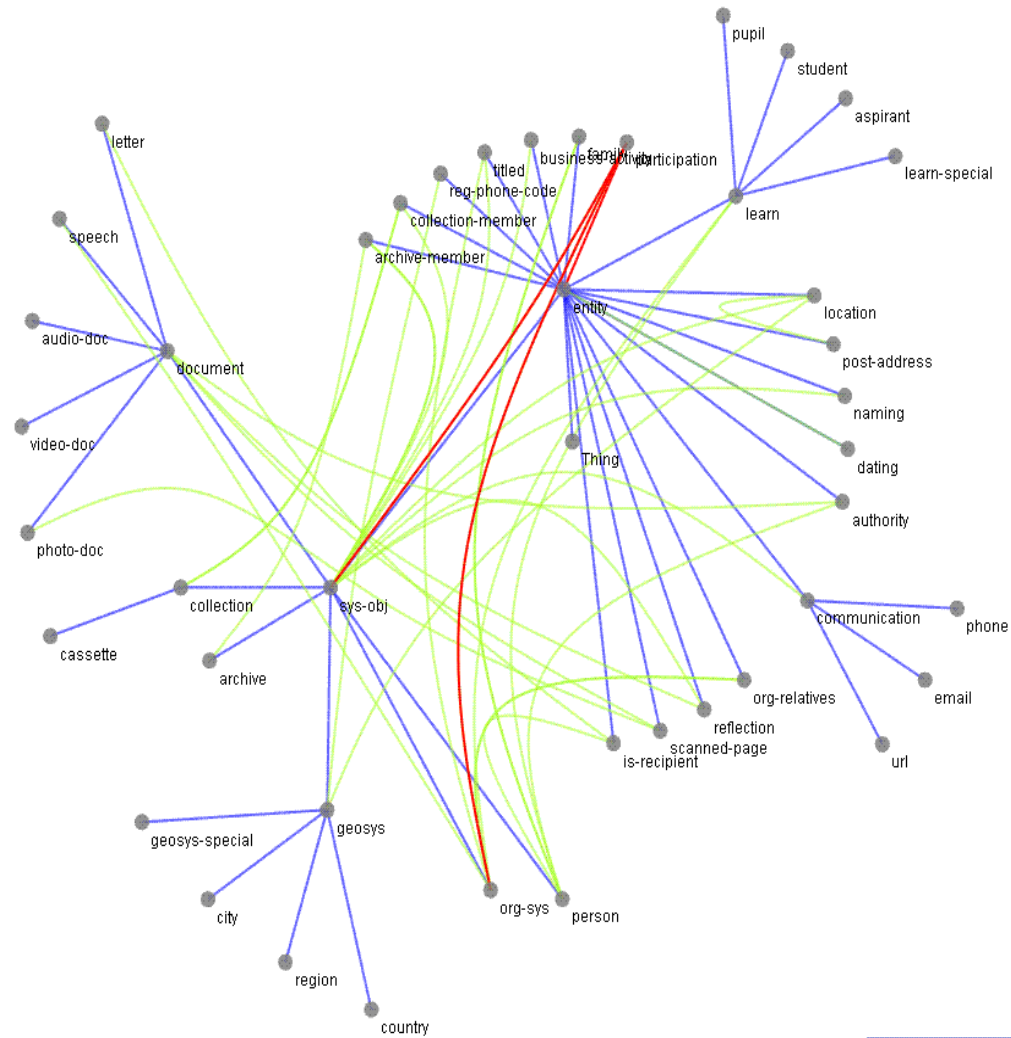 pupil
student
aspirant
letter
family
business-activity
participation
titled
learn-special
reg-phone-code
learn
collection-member
speech
archive-member
entity
location
audio-doc
post-address
document
naming
video-doc
Thing
dating
authority
photo-doc
collection
sys-obj
communication
phone
cassette
archive
org-relatives
email
reflection
scanned-page
url
is-recipient
geosys
geosys-special
org-sys
person
city
region
country